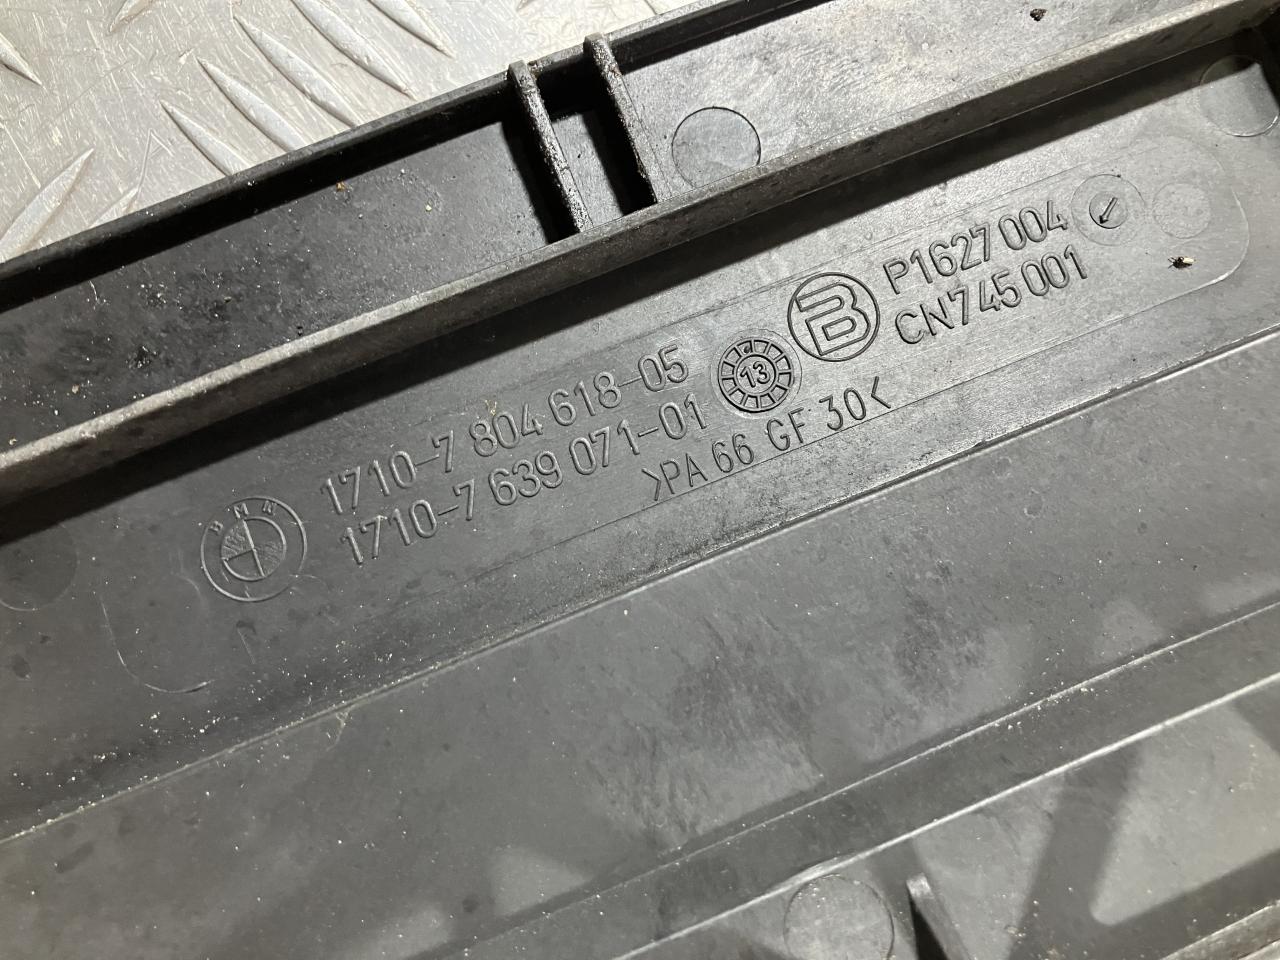 BMW
1710-7 804 618-05
1710-7 639 071-01
13
B
P1627 004
CN745 001
>PA 66 GF 30<